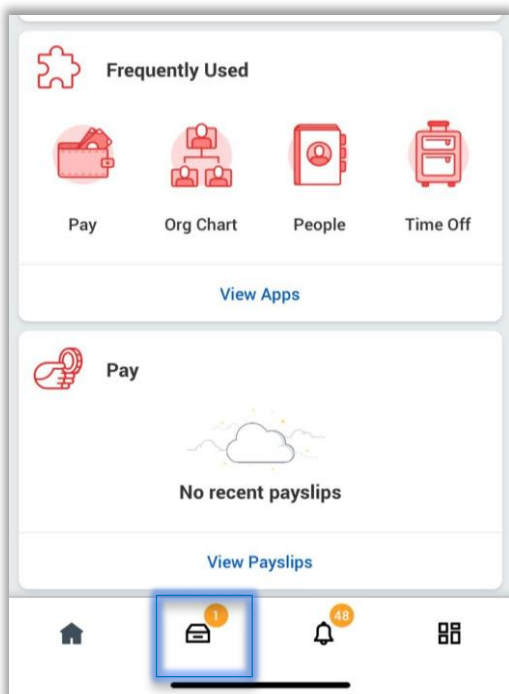 Frequently Used
Pay Org Chart People Time Off
View Apps
Pay
No recent payslips
View Payslips
1 48